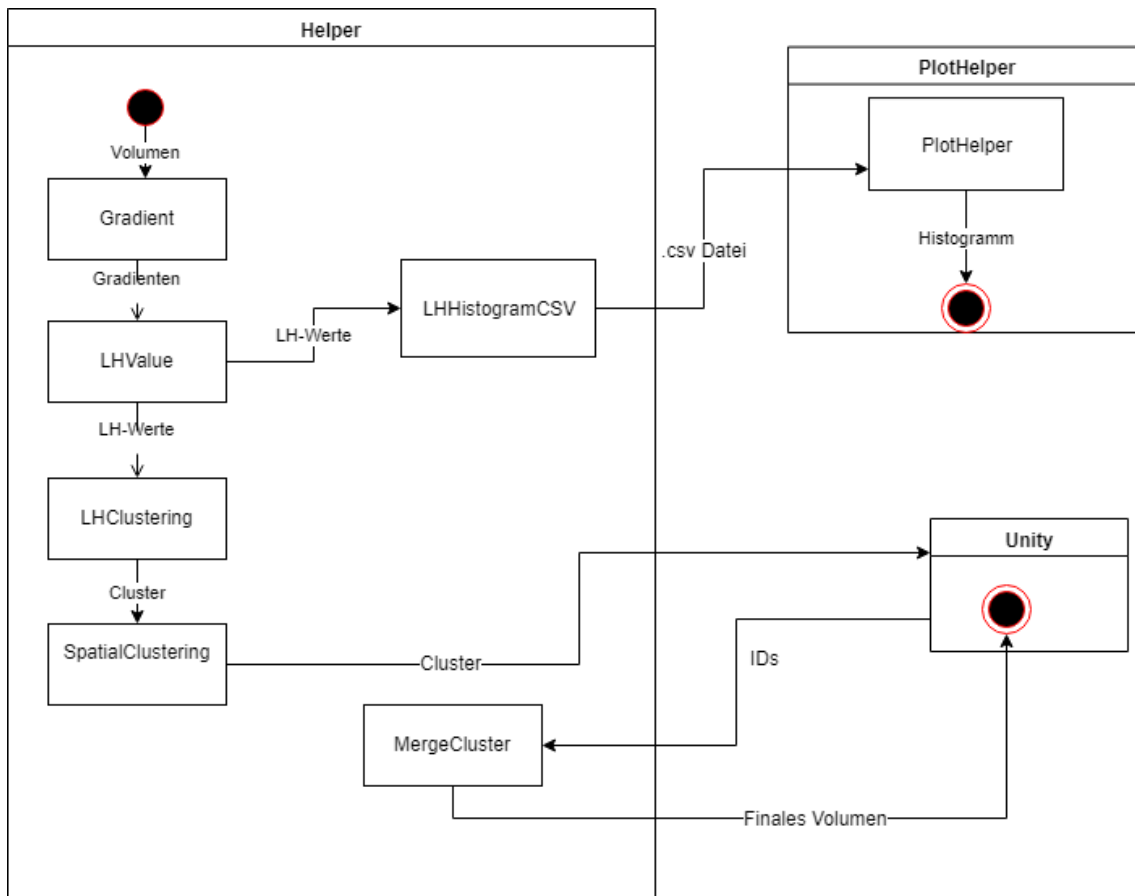 Helper
PlotHelper
PlotHelper
Volumen
Gradient
Histogramm
.csv Datei
Gradienten
LHHistogramCSV
LH-Werte
LHValue
LH-Werte
LHClustering
Unity
Cluster
SpatialClustering
Cluster
IDs
MergeCluster
Finales Volumen